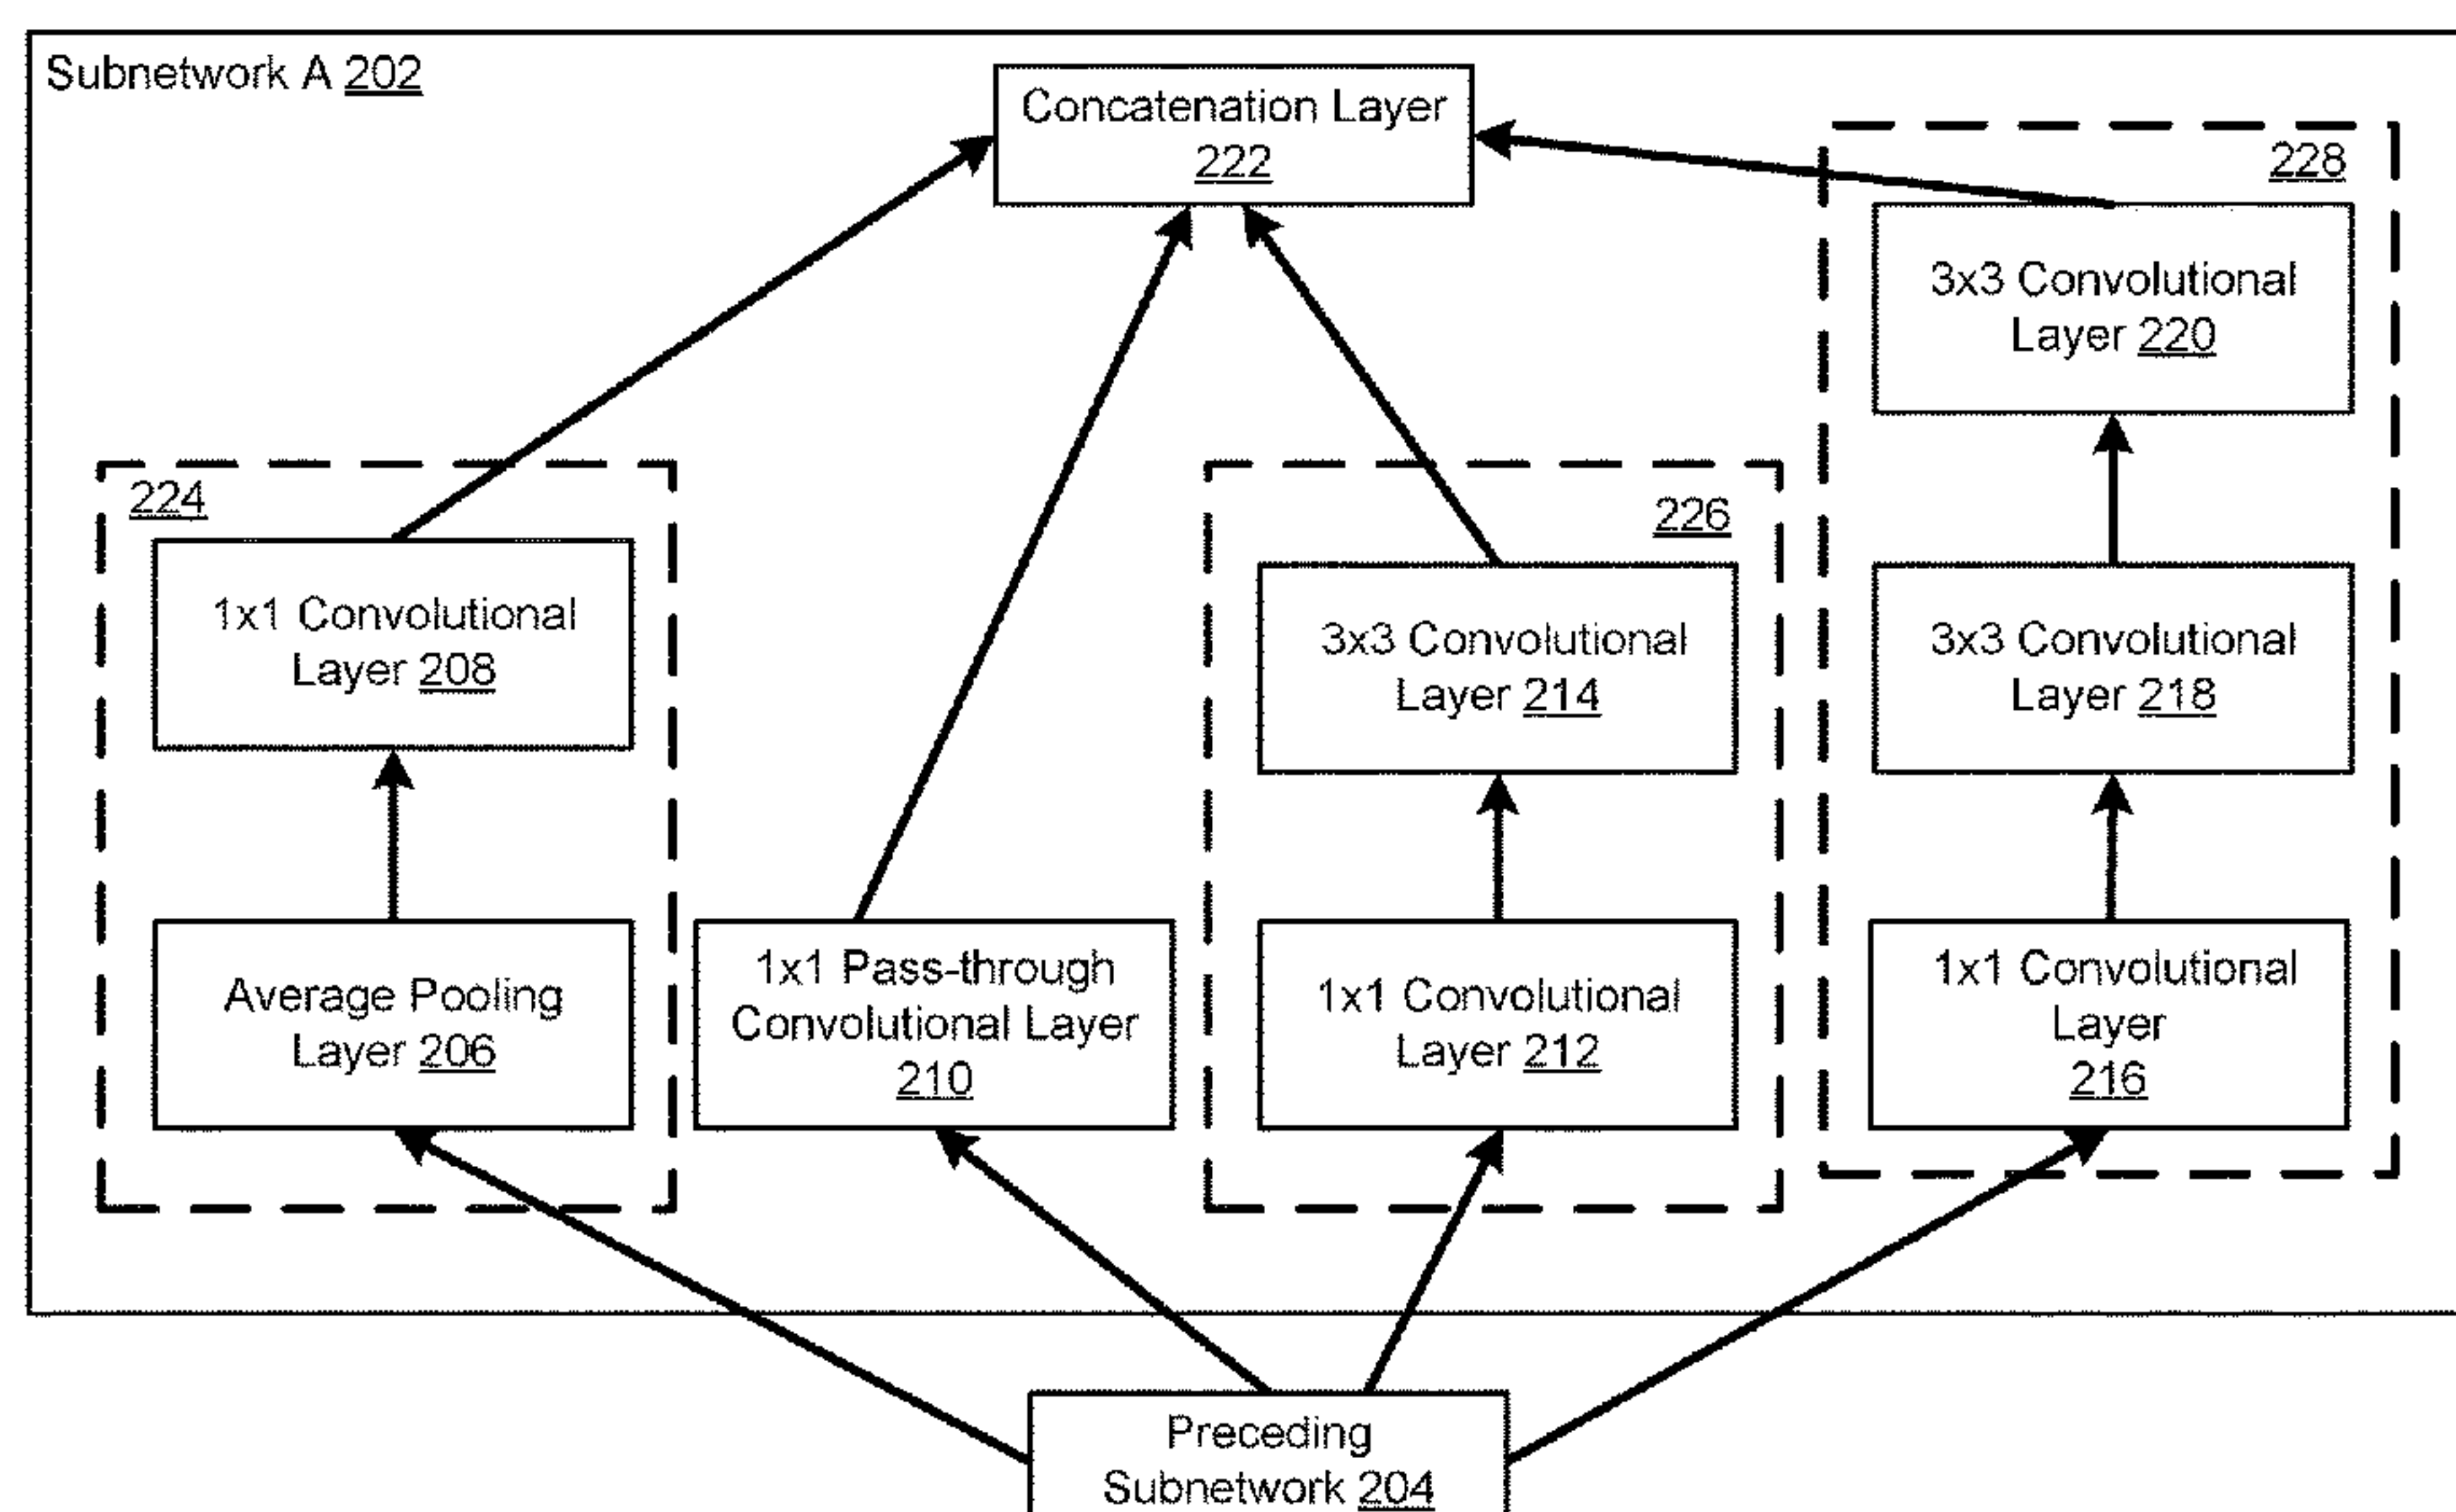 Subnetwork A 202
Concatenation Layer
222
228
3x3 Convolutional
Layer 220
224
226
1x1 Convolutional
Layer 208
3x3 Convolutional
Layer 214
3x3 Convolutional
Layer 218
Average Pooling
Layer 206
1x1 Pass-through
Convolutional Layer
210
1x1 Convolutional
Layer 212
1x1 Convolutional
Layer
216
Preceding
Subnetwork 204